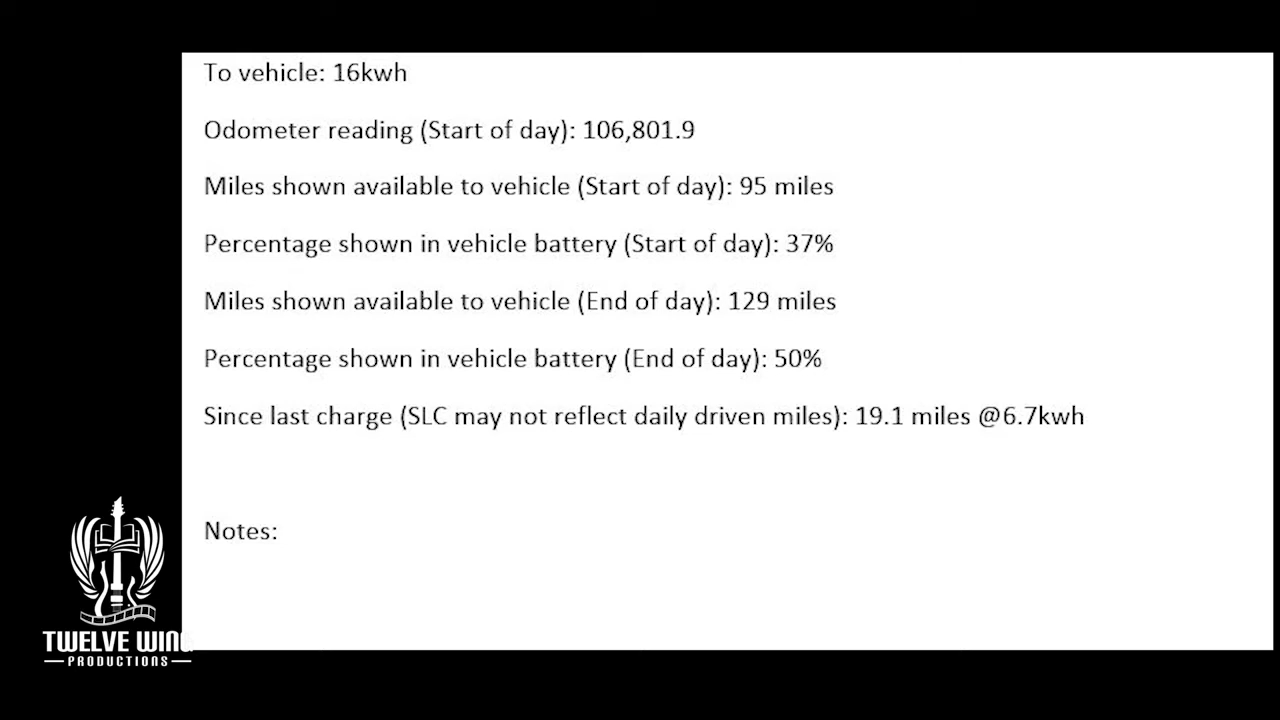 To vehicle: 16kwh
Odometer reading (Start of day): 106,801.9
Miles shown available to vehicle (Start of day): 95 miles
Percentage shown in vehicle battery (Start of day): 37%
Miles shown available to vehicle (End of day): 129 miles
Percentage shown in vehicle battery (End of day): 50%
Since last charge (SLC may not reflect daily driven miles): 19.1 miles @6.7kwh
Notes:
TWELVE WING
PRODUCTIONS